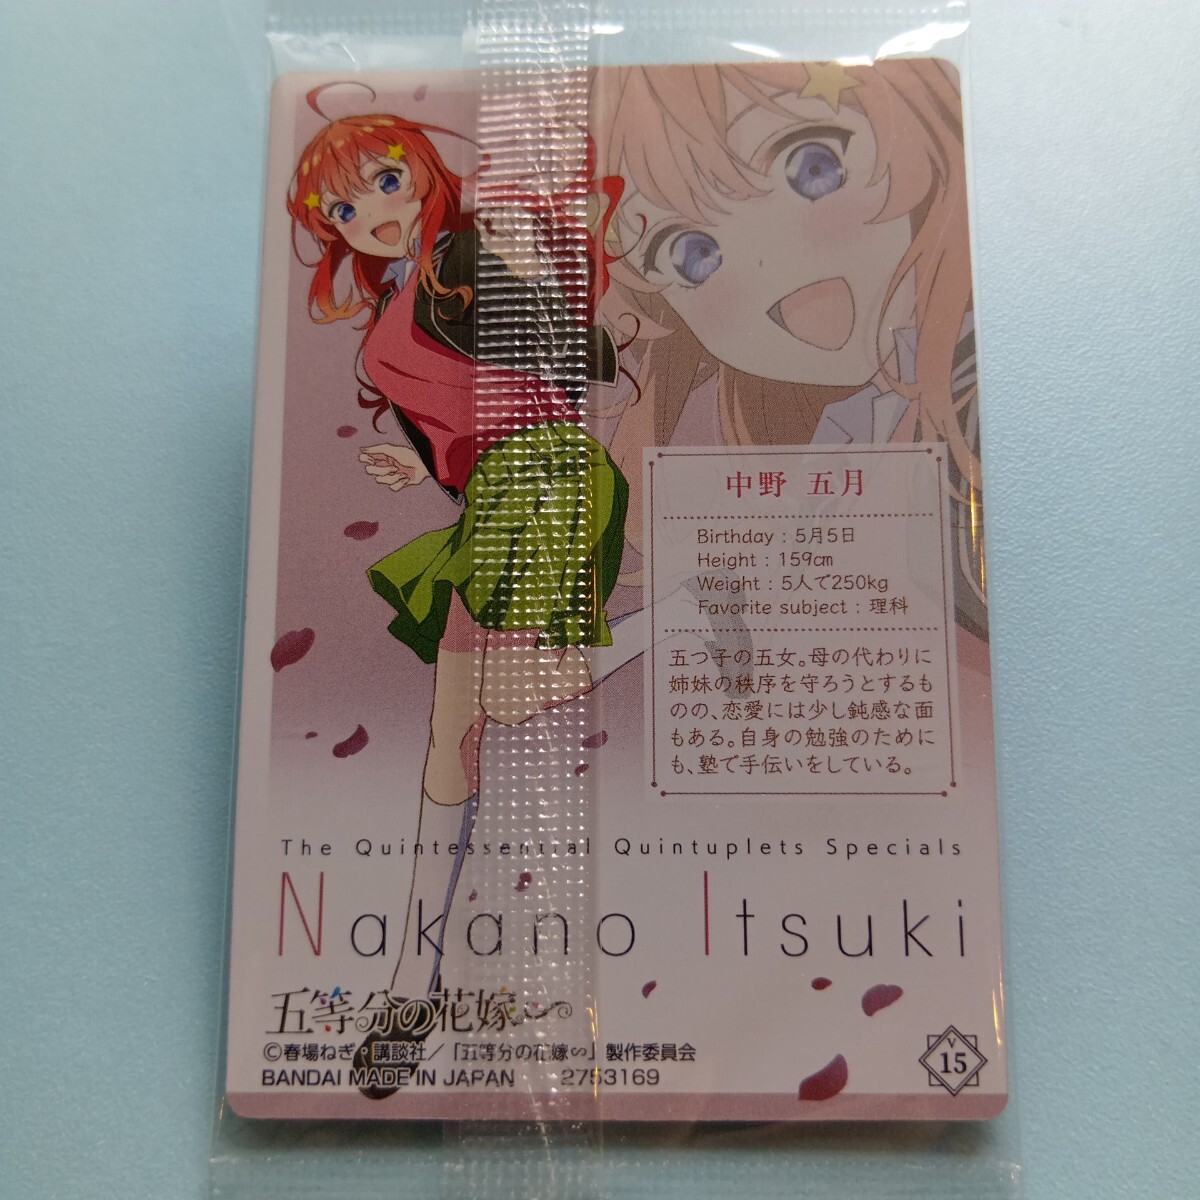 中野 五月
Birthday : 5月5日
Height : 159cm
Weight : 5人で250kg
Favorite subject : 理科
五つ子の五女。母の代わりに
姉妹の秩序を守ろうとするも
のの、恋愛には少し鈍感な面
もある。自身の勉強のために
も、塾で手伝いをしている。
The Quintessential Quintuplets Specials
Nakano Itsuki
五等分の花嫁∽
©春場ねぎ・講談社/「五等分の花嫁∽」製作委員会
BANDAI MADE IN JAPAN 2753169
V
15